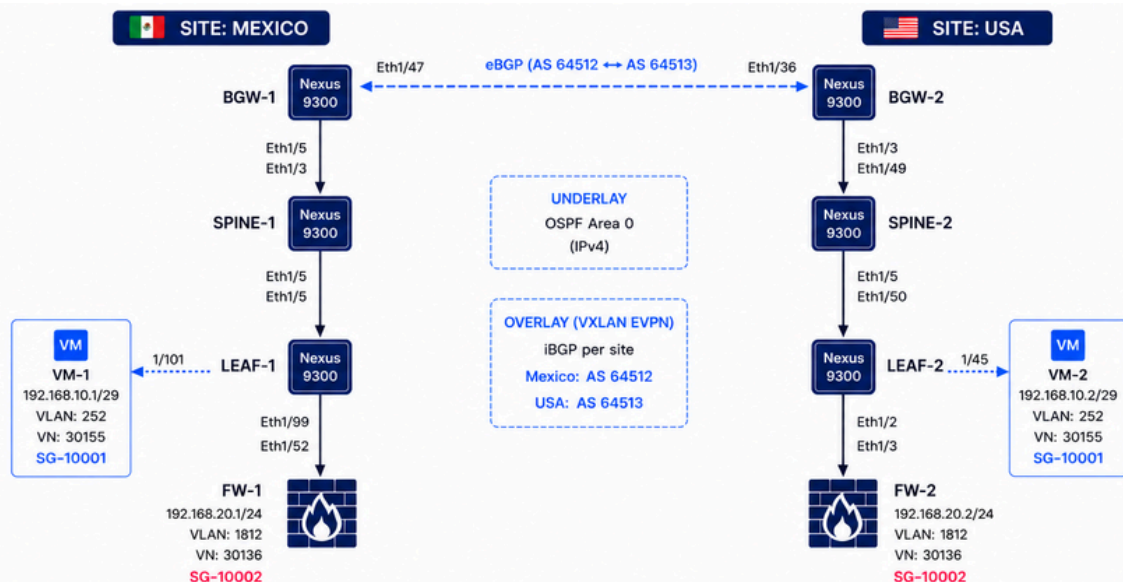 SITE: MEXICO
SITE: USA
Eth1/47
eBGP (AS 64512 ↔ AS 64513)
Eth1/36
BGW-1
Nexus
9300
Nexus
9300
BGW-2
Eth1/5
Eth1/3
Eth1/3
Eth1/49
SPINE-1
Nexus
9300
UNDERLAY
OSPF Area 0
(IPv4)
Nexus
9300
SPINE-2
Eth1/5
Eth1/5
Eth1/5
Eth1/50
OVERLAY (VXLAN EVPN)
iBGP per site
Mexico: AS 64512
USA: AS 64513
VM
VM-1
192.168.10.1/29
VLAN: 252
VN: 30155
SG-10001
1/101
LEAF-1
Nexus
9300
Nexus
9300
LEAF-2
1/45
VM
VM-2
192.168.10.2/29
VLAN: 252
VN: 30155
SG-10001
Eth1/99
Eth1/52
Eth1/2
Eth1/3
FW-1
192.168.20.1/24
VLAN: 1812
VN: 30136
SG-10002
FW-2
192.168.20.2/24
VLAN: 1812
VN: 30136
SG-10002